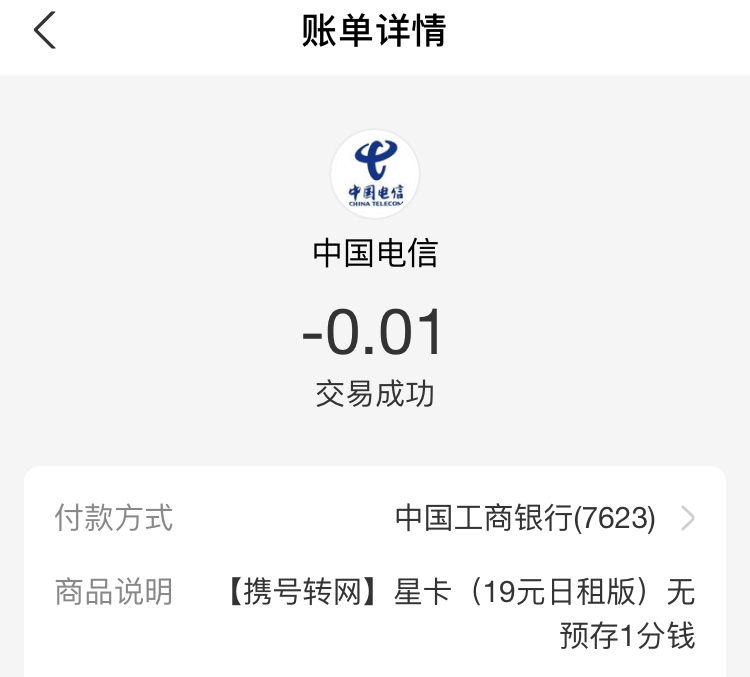 账单详情
中国电信
CHINA TELECOM
中国电信
-0.01
交易成功
付款方式 中国工商银行(7623)
商品说明 【携号转网】星卡（19元日租版）无
预存1分钱